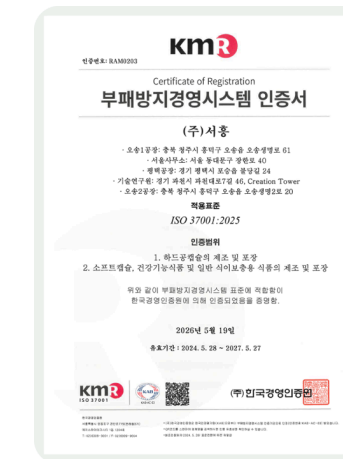 KMR
인증번호: RAM0203
Certificate of Registration
부패방지경영시스템 인증서
(주)서흥
· 오송1공장: 충북 청주시 흥덕구 오송읍 오송생명로 61
· 서울사무소: 서울 동대문구 장한로 40
· 평택공장: 경기 평택시 포승읍 물당길 24
· 기술연구원: 경기 과천시 과천대로7길 46, Creation Tower
· 오송2공장: 충북 청주시 흥덕구 오송읍 오송생명2로 20
적용표준
ISO 37001:2025
인증범위
1. 하드공캡슐의 제조 및 포장
2. 소프트캡슐, 건강기능식품 및 일반 식이보충용 식품의 제조 및 포장
위와 같이 부패방지경영시스템 표준에 적합함이
한국경영인증원에 의해 인증되었음을 증명함.
2026년 5월 19일
유효기간 : 2024. 5. 28 ~ 2027. 5. 27
KMR
ISO 37001
KAB
(주)한국경영인증원